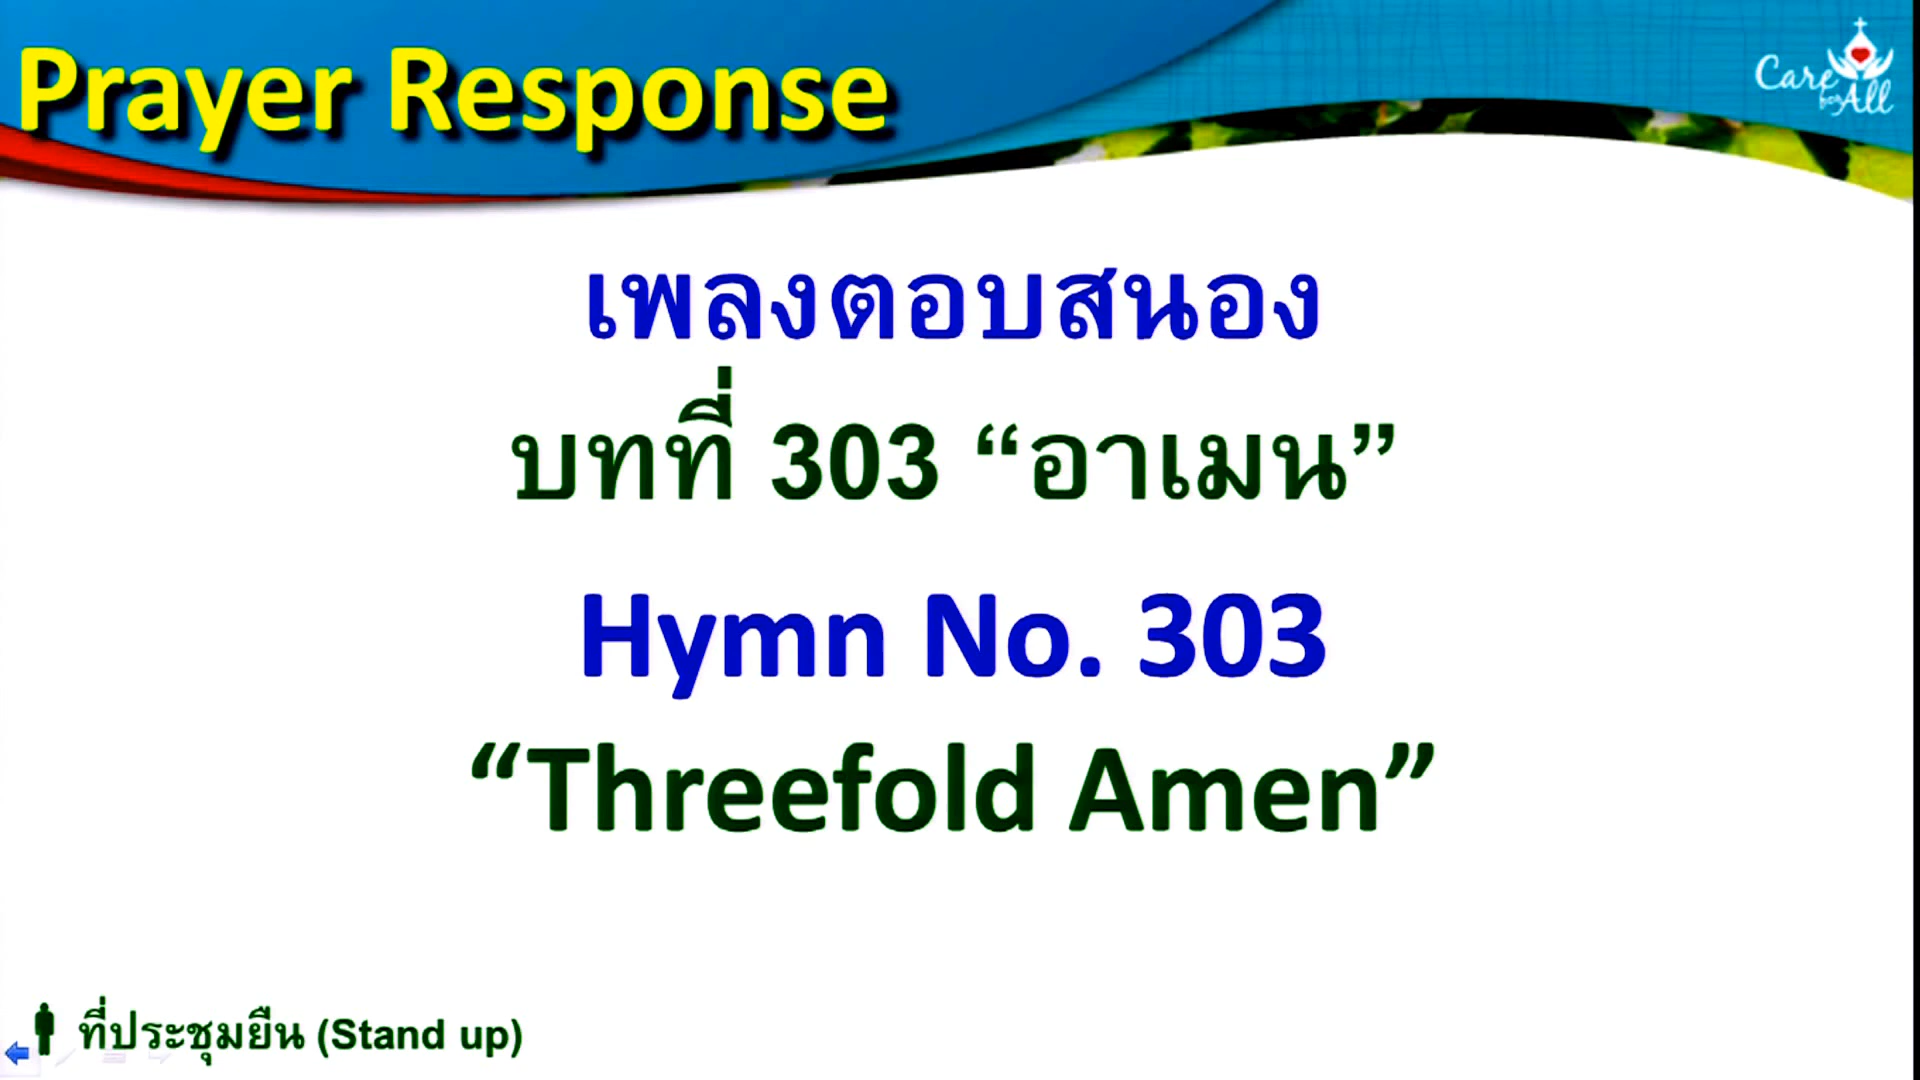 Prayer Response
Care
for All
เพลงตอบสนอง
บทที่ 303 “อาเมน”
Hymn No. 303
“Threefold Amen”
ที่ประชุมยืน (Stand up)